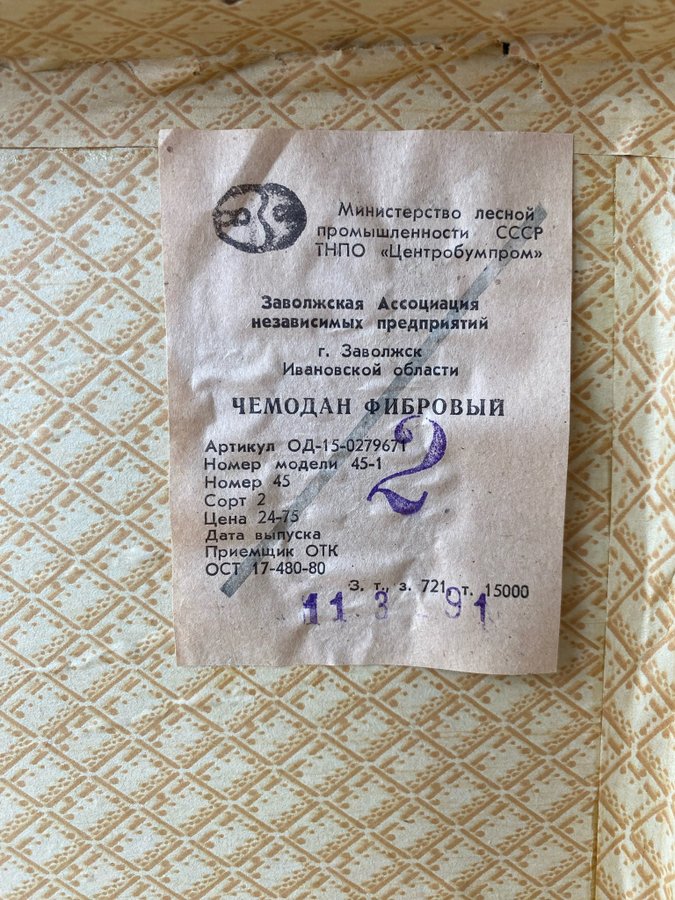 Министерство лесной
промышленности СССР
ТНПО «Центробумпром»
Заволжская Ассоциация
независимых предприятий
г. Заволжск
Ивановской области
ЧЕМОДАН ФИБРОВЫЙ
Артикул ОД-15-0279671
Номер модели 45-1
2
Номер 45
Сорт 2
Цена 24-75
Дата выпуска
Приемщик ОТК
ОСТ 17-480-80
З. т., з. 721, т. 15000
11 3 91